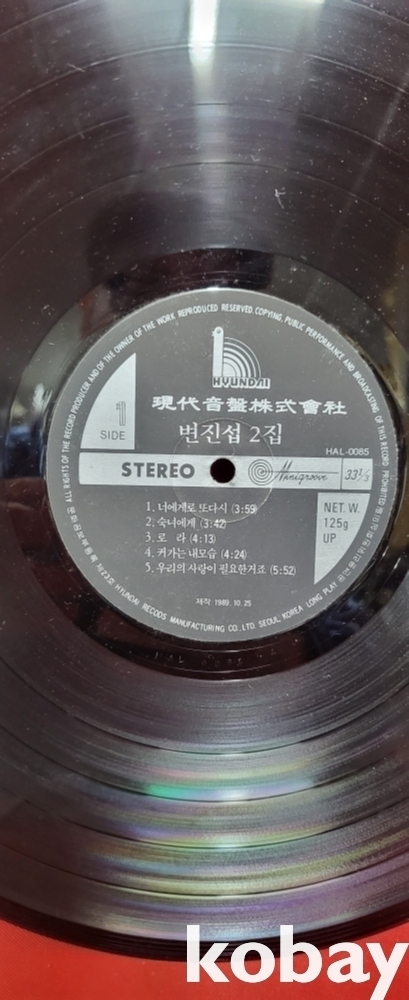 ALL RIGHTS OF THE RECORD PRODUCER AND OF THE OWNER OF THE WORK REPRODUCED RESERVED. COPYING, PUBLIC PERFORMANCE AND BROADCASTING OF THIS RECORD PROHIBITED
HYUNDAI
現代音盤株式會社
변진섭 2집
1
SIDE
HAL-0085
STEREO
Minigroove
33⅓
1. 너에게로 또다시 (3:59)
2. 숙녀에게 (3:42)
3. 로 라 (4:13)
4. 커가는 내모습 (4:24)
5. 우리의 사랑이 필요한거죠 (5:52)
NET. W.
125g
UP
제작 1989. 10. 25
HYUNDAI RECODS MANUFACTURING CO., LTD. SEOUL, KOREA LONG PLAY
kobay